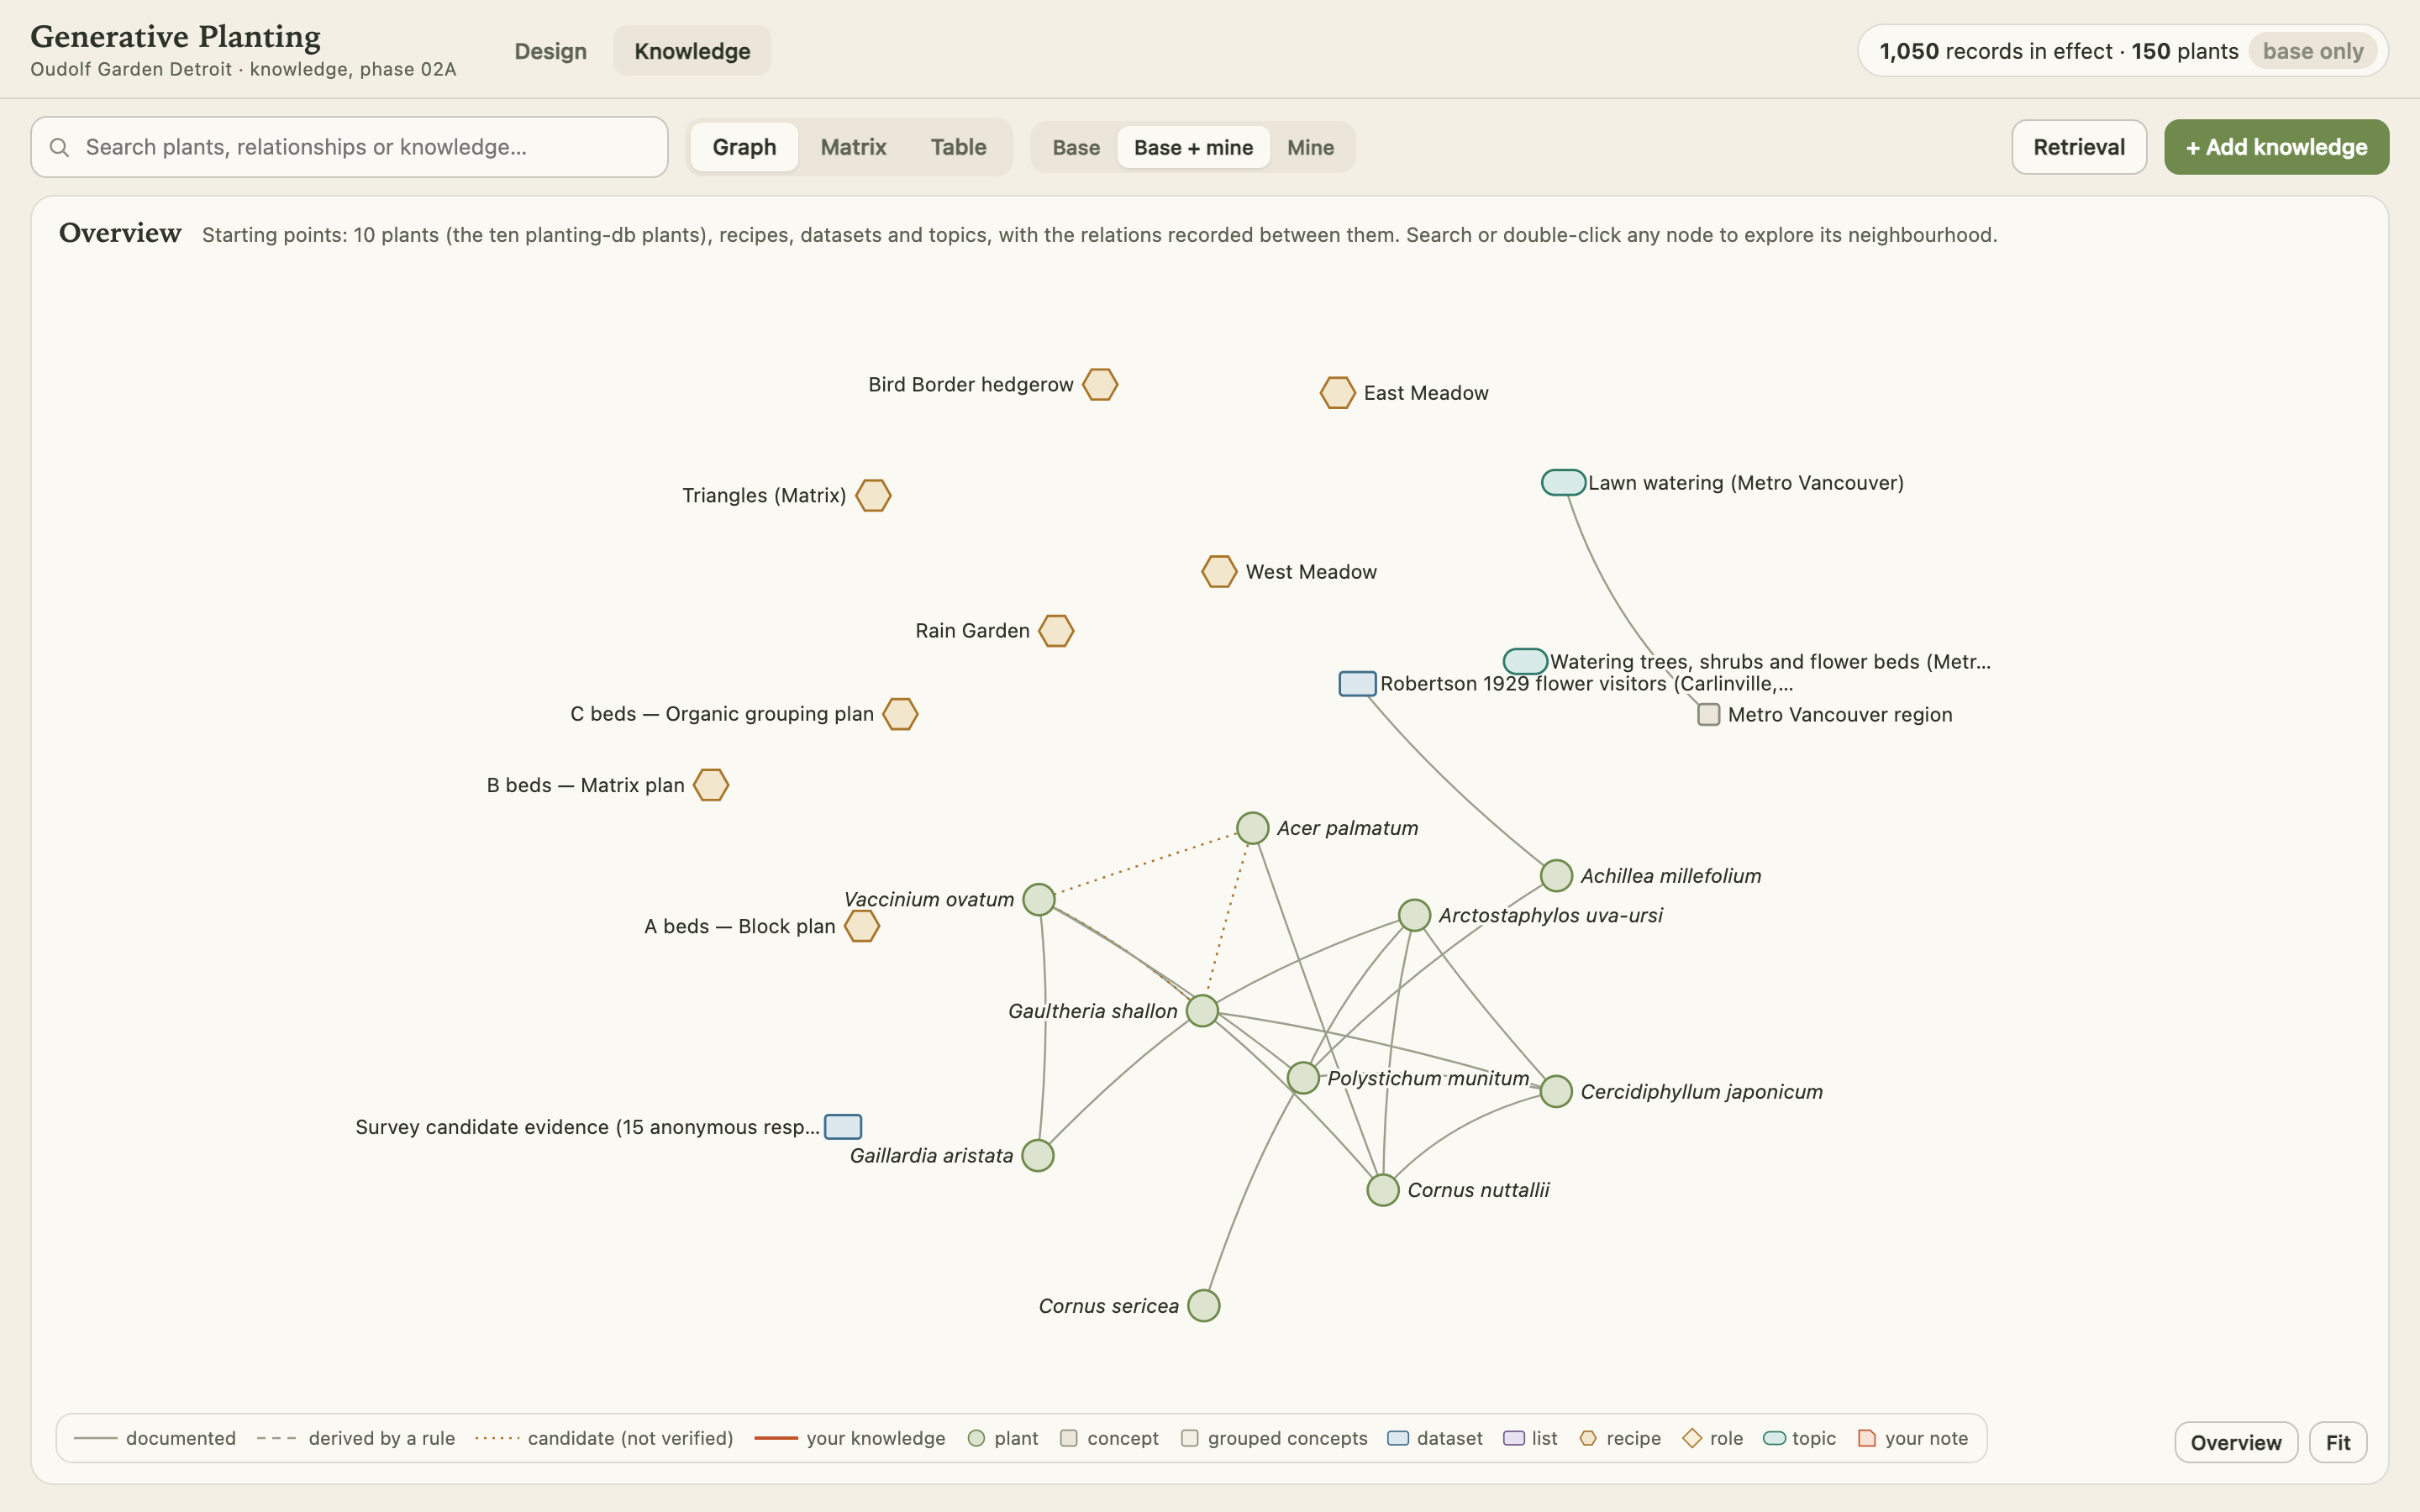 Generative Planting
Oudolf Garden Detroit · knowledge, phase 02A
Design
Knowledge
1,050 records in effect · 150 plants base only
Search plants, relationships or knowledge...
Graph
Matrix
Table
Base
Base + mine
Mine
Retrieval
+ Add knowledge
Overview
Starting points: 10 plants (the ten planting-db plants), recipes, datasets and topics, with the relations recorded between them. Search or double-click any node to explore its neighbourhood.
Bird Border hedgerow
East Meadow
Lawn watering (Metro Vancouver)
Triangles (Matrix)
West Meadow
Rain Garden
Watering trees, shrubs and flower beds (Metr...
Robertson 1929 flower visitors (Carlinville,...
C beds — Organic grouping plan
Metro Vancouver region
B beds — Matrix plan
Acer palmatum
Achillea millefolium
Vaccinium ovatum
Arctostaphylos uva-ursi
A beds — Block plan
Gaultheria shallon
Polystichum munitum
Cercidiphyllum japonicum
Survey candidate evidence (15 anonymous resp...
Gaillardia aristata
Cornus nuttallii
Cornus sericea
documented
derived by a rule
candidate (not verified)
your knowledge
plant
concept
grouped concepts
dataset
list
recipe
role
topic
your note
Overview
Fit